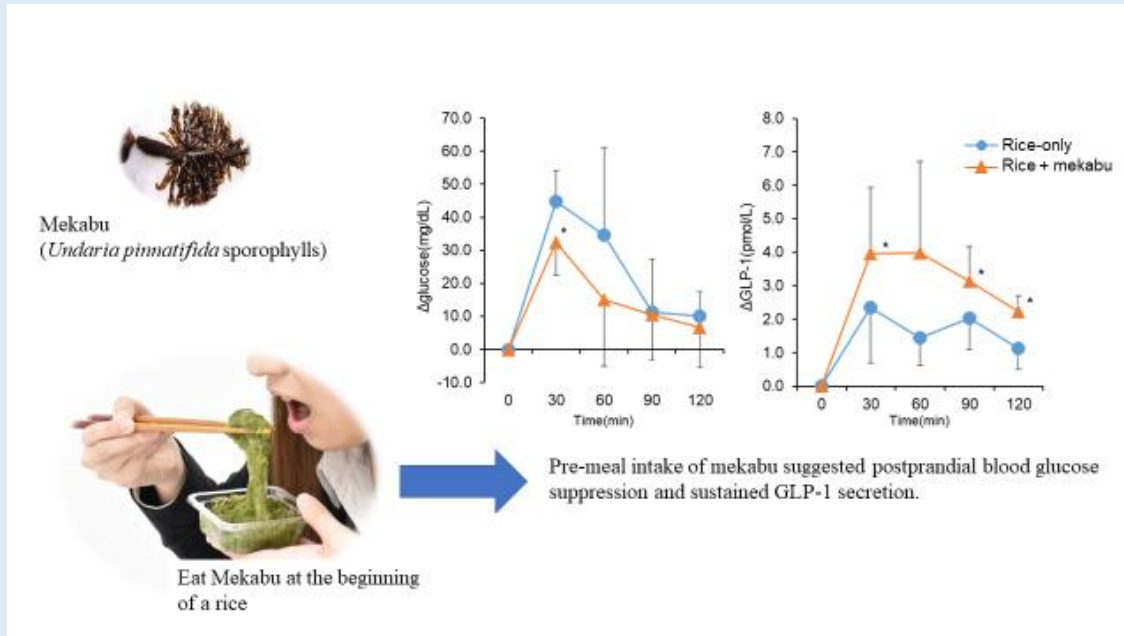 Mekabu
(Undaria pinnatifida sporophylls)
Eat Mekabu at the beginning
of a rice
70.0
60.0
50.0
40.0
30.0
20.0
10.0
0.0
-10.0
Δglucose(mg/dL)
*
0 30 60 90 120
Time(min)
8.0
7.0
6.0
5.0
4.0
3.0
2.0
1.0
0.0
ΔGLP-1(pmol/L)
Rice-only
Rice + mekabu
*
*
*
0 30 60 90 120
Time(min)
Pre-meal intake of mekabu suggested postprandial blood glucose
suppression and sustained GLP-1 secretion.